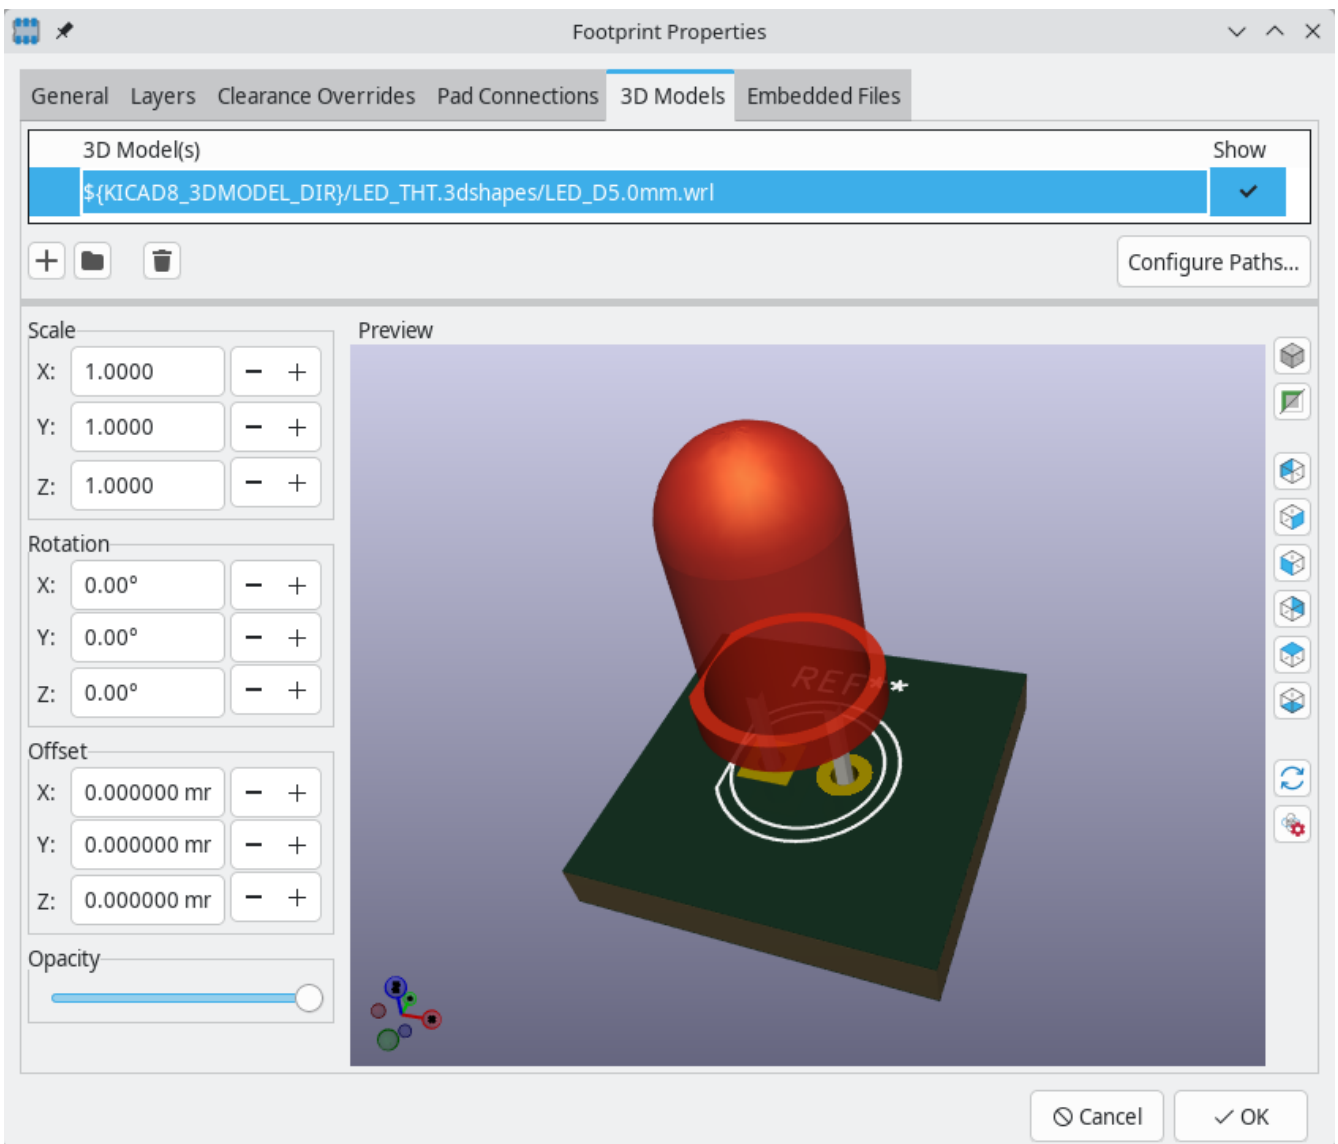 Footprint Properties
General Layers Clearance Overrides Pad Connections 3D Models Embedded Files
3D Model(s) Show
${KICAD8_3DMODEL_DIR}/LED_THT.3dshapes/LED_D5.0mm.wrl
Configure Paths...
Scale
Preview
X: 1.0000
Y: 1.0000
Z: 1.0000
Rotation
X: 0.00°
Y: 0.00°
Z: 0.00°
REF**
Offset
X: 0.000000 mr
Y: 0.000000 mr
Z: 0.000000 mr
Opacity
Cancel OK